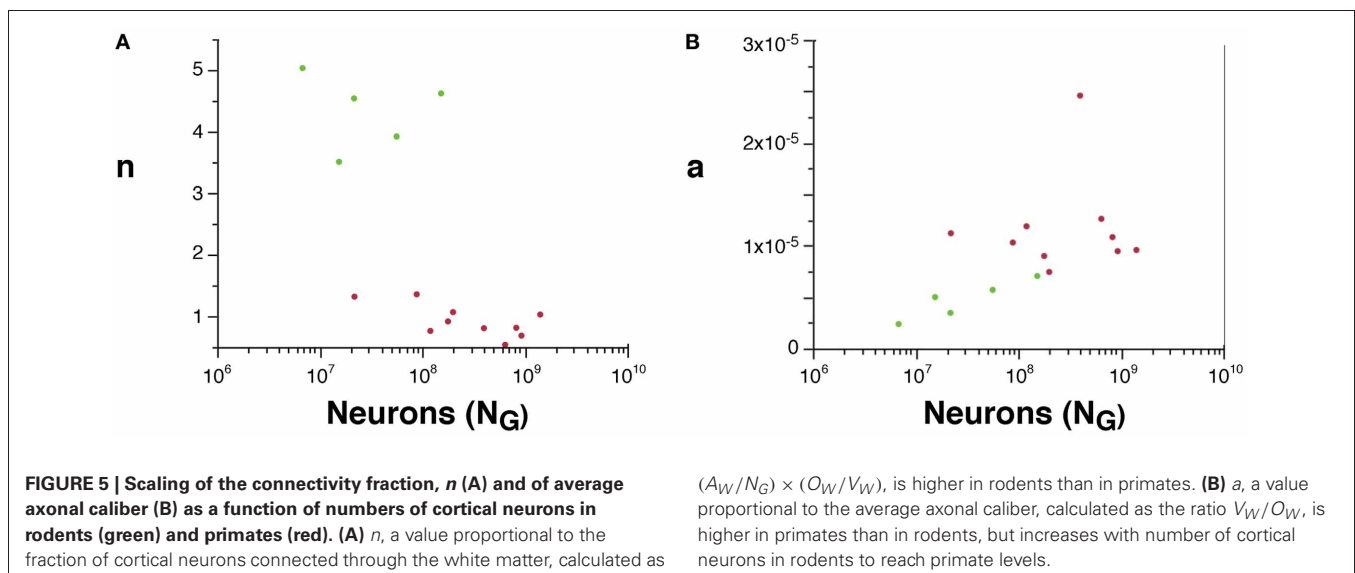 A
5
4
n
3
2
1
10^6
10^7
10^8
10^9
10^10
Neurons (N_G)
B
3x10^-5
2x10^-5
a
1x10^-5
0
10^6
10^7
10^8
10^9
10^10
Neurons (N_G)
FIGURE 5 | Scaling of the connectivity fraction, n (A) and of average
axonal caliber (B) as a function of numbers of cortical neurons in
rodents (green) and primates (red). (A) n, a value proportional to the
fraction of cortical neurons connected through the white matter, calculated as
(A_W/N_G) × (O_W/V_W), is higher in rodents than in primates. (B) a, a value
proportional to the average axonal caliber, calculated as the ratio V_W/O_W, is
higher in primates than in rodents, but increases with number of cortical
neurons in rodents to reach primate levels.